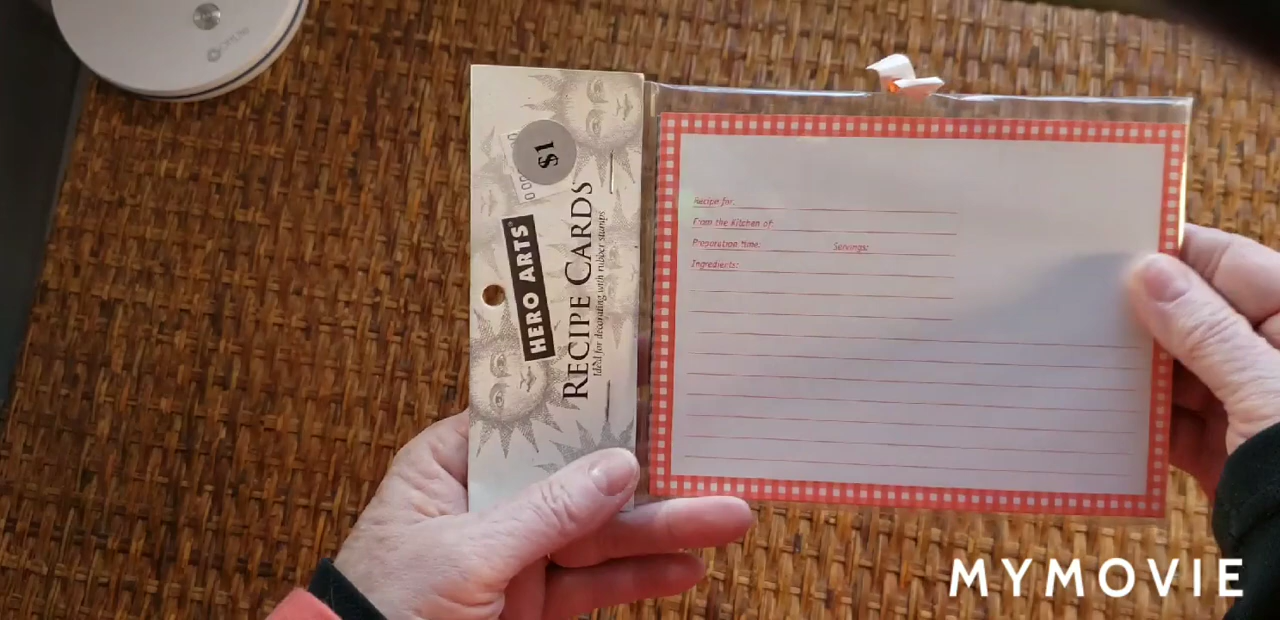 $1
000
HERO ARTS®
RECIPE CARDS
Ideal for decorating with rubber stamps
Recipe for:
From the Kitchen of:
Preparation time: Servings:
Ingredients:
MYMOVIE